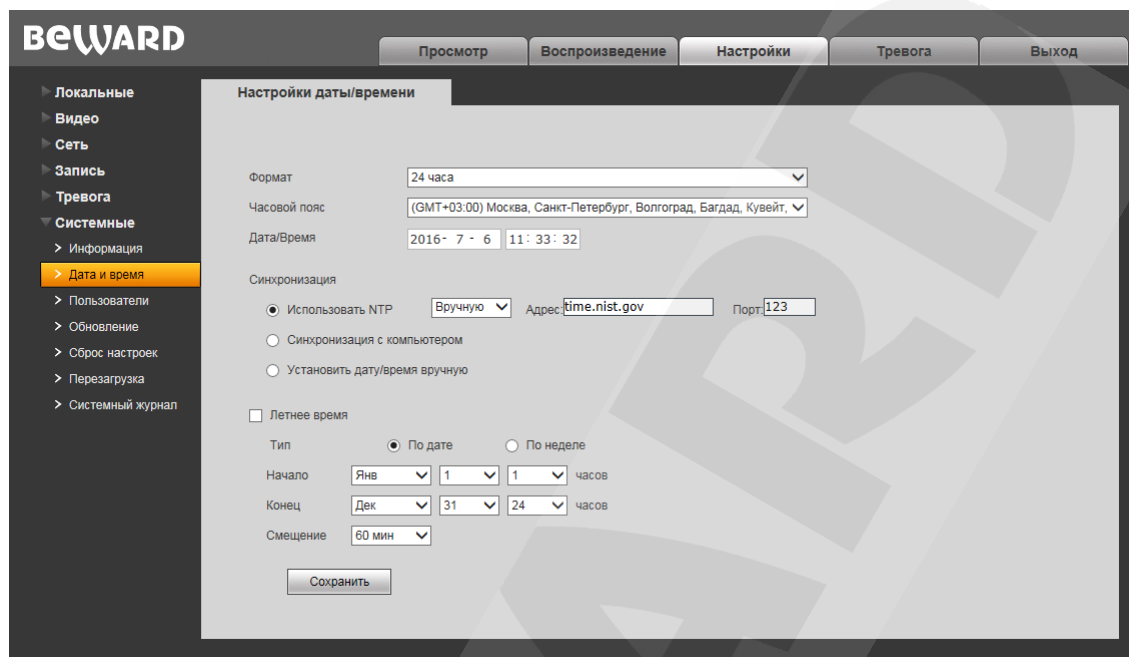 BEWARD
Просмотр Воспроизведение Настройки Тревога Выход
Локальные
Видео
Сеть
Запись
Тревога
Системные
Информация
Дата и время
Пользователи
Обновление
Сброс настроек
Перезагрузка
Системный журнал
Настройки даты/времени
Формат 24 часа
Часовой пояс (GMT+03:00) Москва, Санкт-Петербург, Волгоград, Багдад, Кувейт,
Дата/Время 2016- 7 - 6 11: 33: 32
Синхронизация
Использовать NTP Вручную Адрес: time.nist.gov Порт: 123
Синхронизация с компьютером
Установить дату/время вручную
Летнее время
Тип По дате По неделе
Начало Янв 1 1 часов
Конец Дек 31 24 часов
Смещение 60 мин
Сохранить